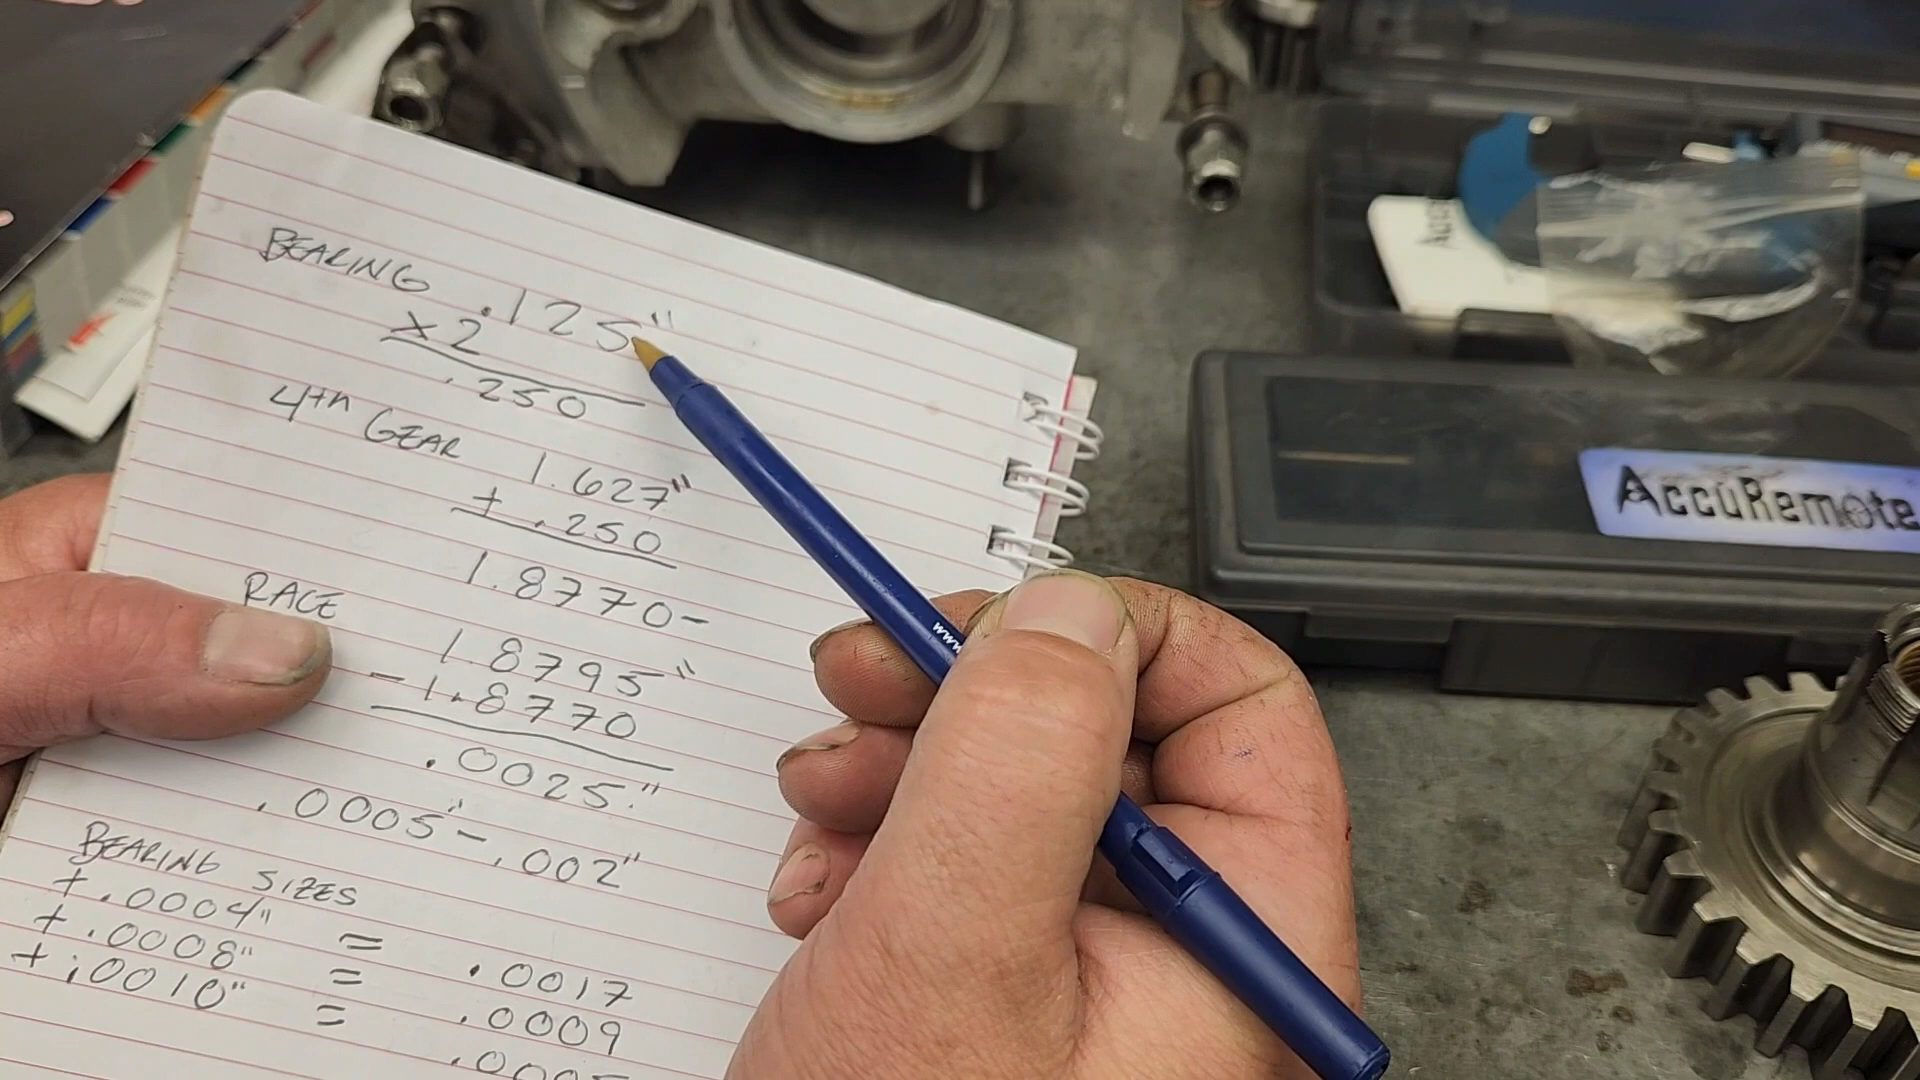 BEARING .125"
x2
.250
4TH GEAR 1.627"
+ .250
1.8770-
RACE
1.8795"
-1.8770
.0025"
.0005"-.002"
BEARING SIZES
+.0004" = .0017
+.0008" = .0009
+.0010" =
AccuRemote
www